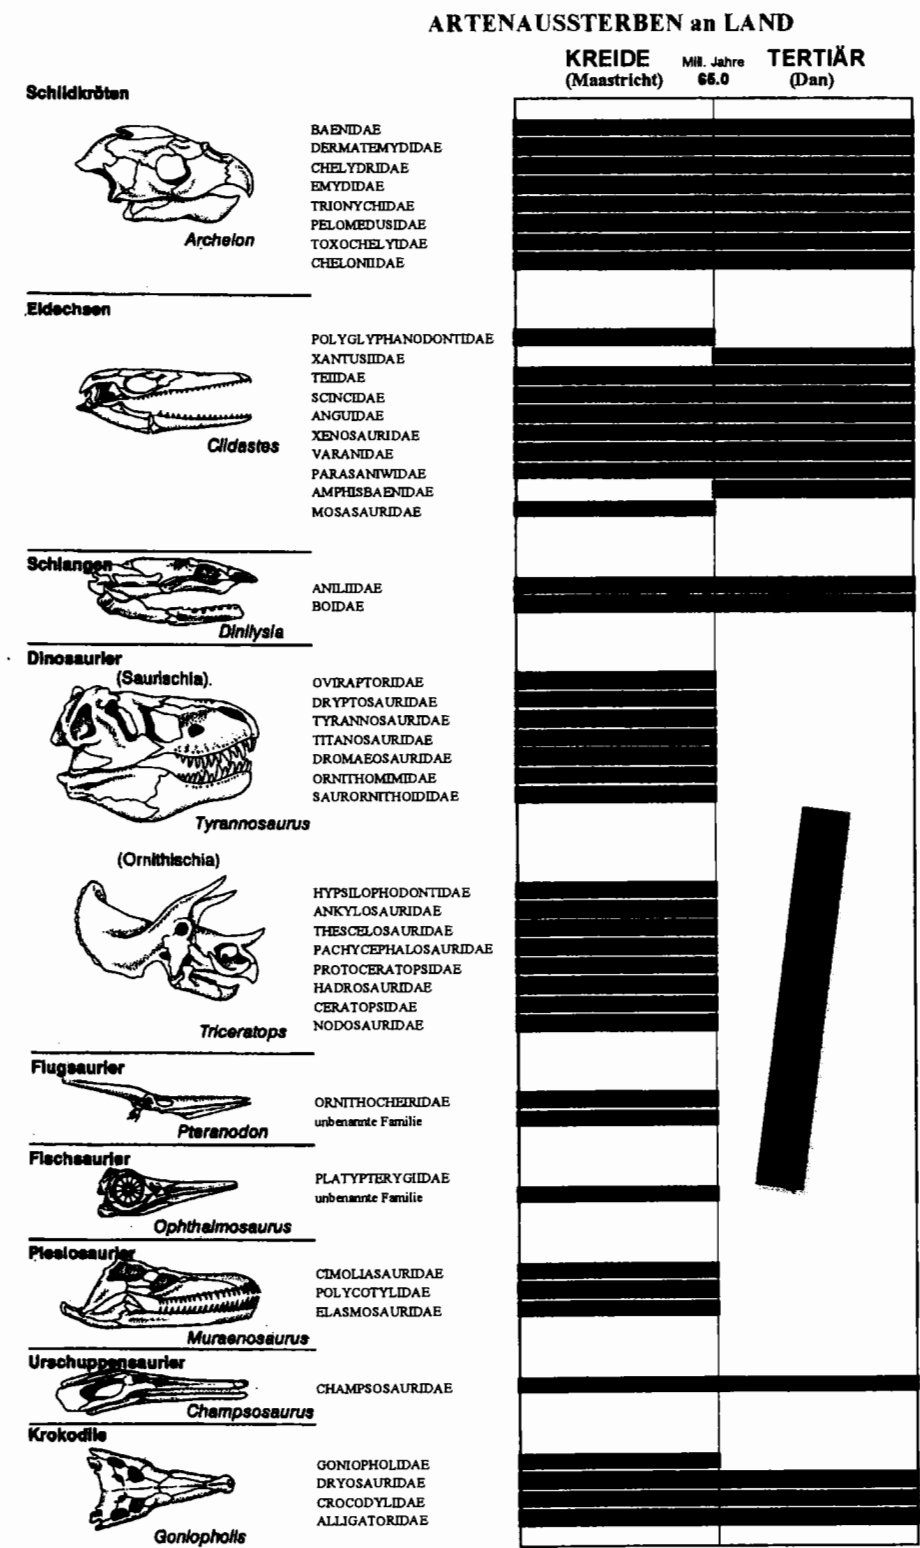 ARTENAUSSTERBEN an LAND
KREIDE Mill. Jahre TERTIÄR
(Maastricht) 65.0 (Dan)
Schildkröten
BAENIDAE
DERMATEMYDIDAE
CHELYDRIDAE
EMYDIDAE
TRIONYCHIDAE
PELOMEDUSIDAE
TOXOCHELYIDAE
CHELONIIDAE
Archelon
Eidechsen
POLYGLYPHANODONTIDAE
XANTUSIIDAE
TEIIDAE
SCINCIDAE
ANGUIDAE
XENOSAURIDAE
VARANIDAE
PARASANIWIDAE
AMPHISBAENIDAE
MOSASAURIDAE
Clidastes
Schlangen
ANILIIDAE
BOIDAE
Dinilysia
Dinosaurier
(Saurischia).
OVIRAPTORIDAE
DRYPTOSAURIDAE
TYRANNOSAURIDAE
TITANOSAURIDAE
DROMAEOSAURIDAE
ORNITHOMIMIDAE
SAURORNITHOIDIDAE
Tyrannosaurus
(Ornithischia)
HYPSILOPHODONTIDAE
ANKYLOSAURIDAE
THESCELOSAURIDAE
PACHYCEPHALOSAURIDAE
PROTOCERATOPSIDAE
HADROSAURIDAE
CERATOPSIDAE
NODOSAURIDAE
Triceratops
Flugsaurier
ORNITHOCHEIRIDAE
unbenannte Familie
Pteranodon
Fischsaurier
PLATYPTERYGIIDAE
unbenannte Familie
Ophthalmosaurus
Plesiosaurier
CIMOLIASAURIDAE
POLYCOTYLIDAE
ELASMOSAURIDAE
Muraenosaurus
Urschuppensaurier
CHAMPSOSAURIDAE
Champsosaurus
Krokodile
GONIOPHOLIDAE
DRYOSAURIDAE
CROCODYLIDAE
ALLIGATORIDAE
Goniopholis